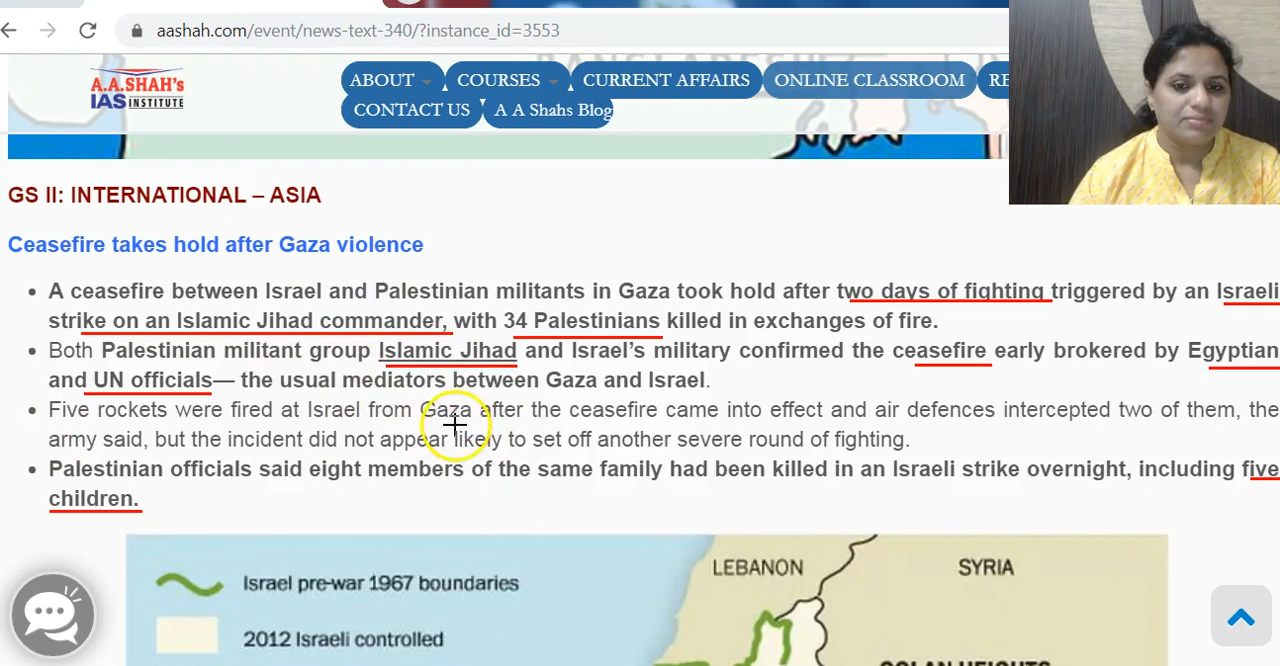 aashah.com/event/news-text-340/?instance_id=3553
A.A.SHAH's
IAS INSTITUTE
ABOUT
COURSES
CURRENT AFFAIRS
ONLINE CLASSROOM
RE
CONTACT US
A A Shahs Blog
GS II: INTERNATIONAL – ASIA
Ceasefire takes hold after Gaza violence
• A ceasefire between Israel and Palestinian militants in Gaza took hold after two days of fighting triggered by an Israeli
strike on an Islamic Jihad commander, with 34 Palestinians killed in exchanges of fire.
• Both Palestinian militant group Islamic Jihad and Israel's military confirmed the ceasefire early brokered by Egyptian
and UN officials— the usual mediators between Gaza and Israel.
• Five rockets were fired at Israel from Gaza after the ceasefire came into effect and air defences intercepted two of them, the
army said, but the incident did not appear likely to set off another severe round of fighting.
• Palestinian officials said eight members of the same family had been killed in an Israeli strike overnight, including five
children.
Israel pre-war 1967 boundaries
LEBANON
SYRIA
2012 Israeli controlled
GOLAN HEIGHTS